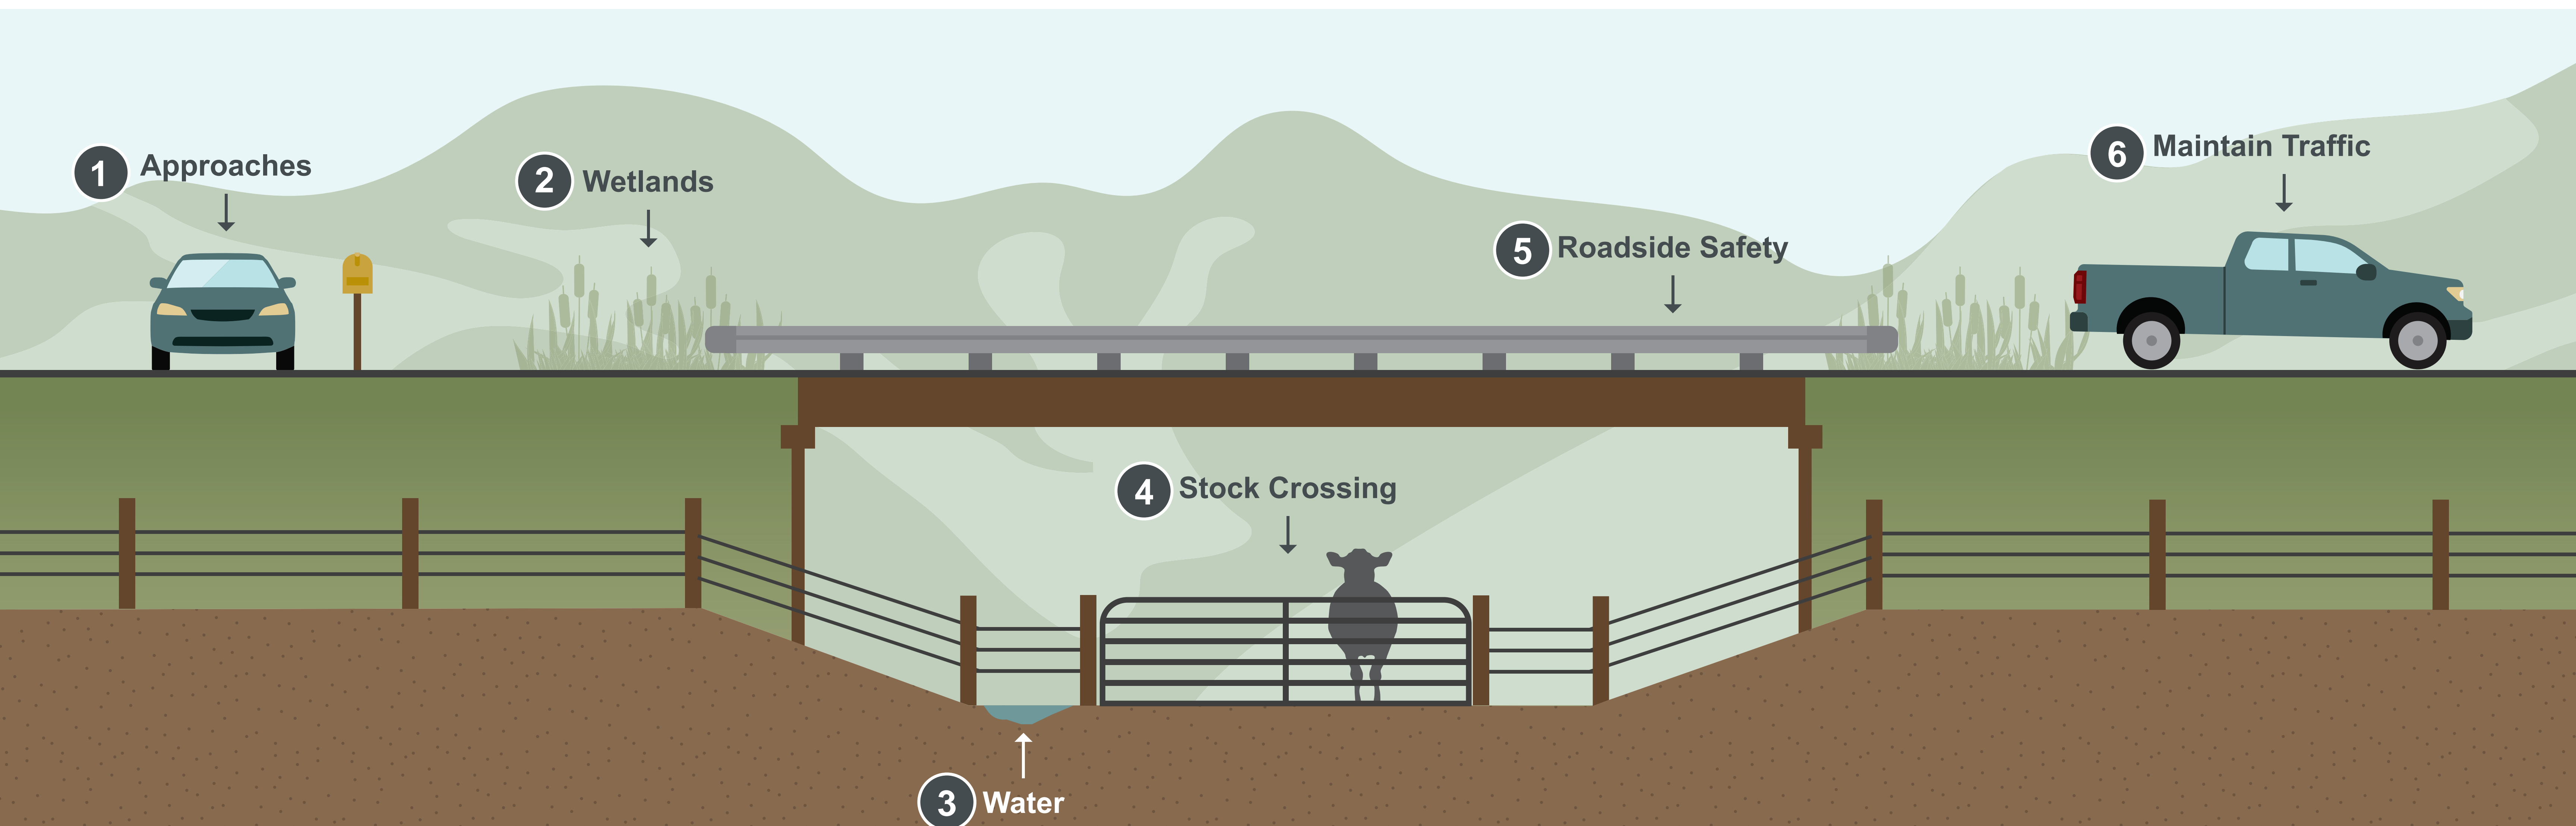 1 Approaches
2 Wetlands
3 Water
4 Stock Crossing
5 Roadside Safety
6 Maintain Traffic